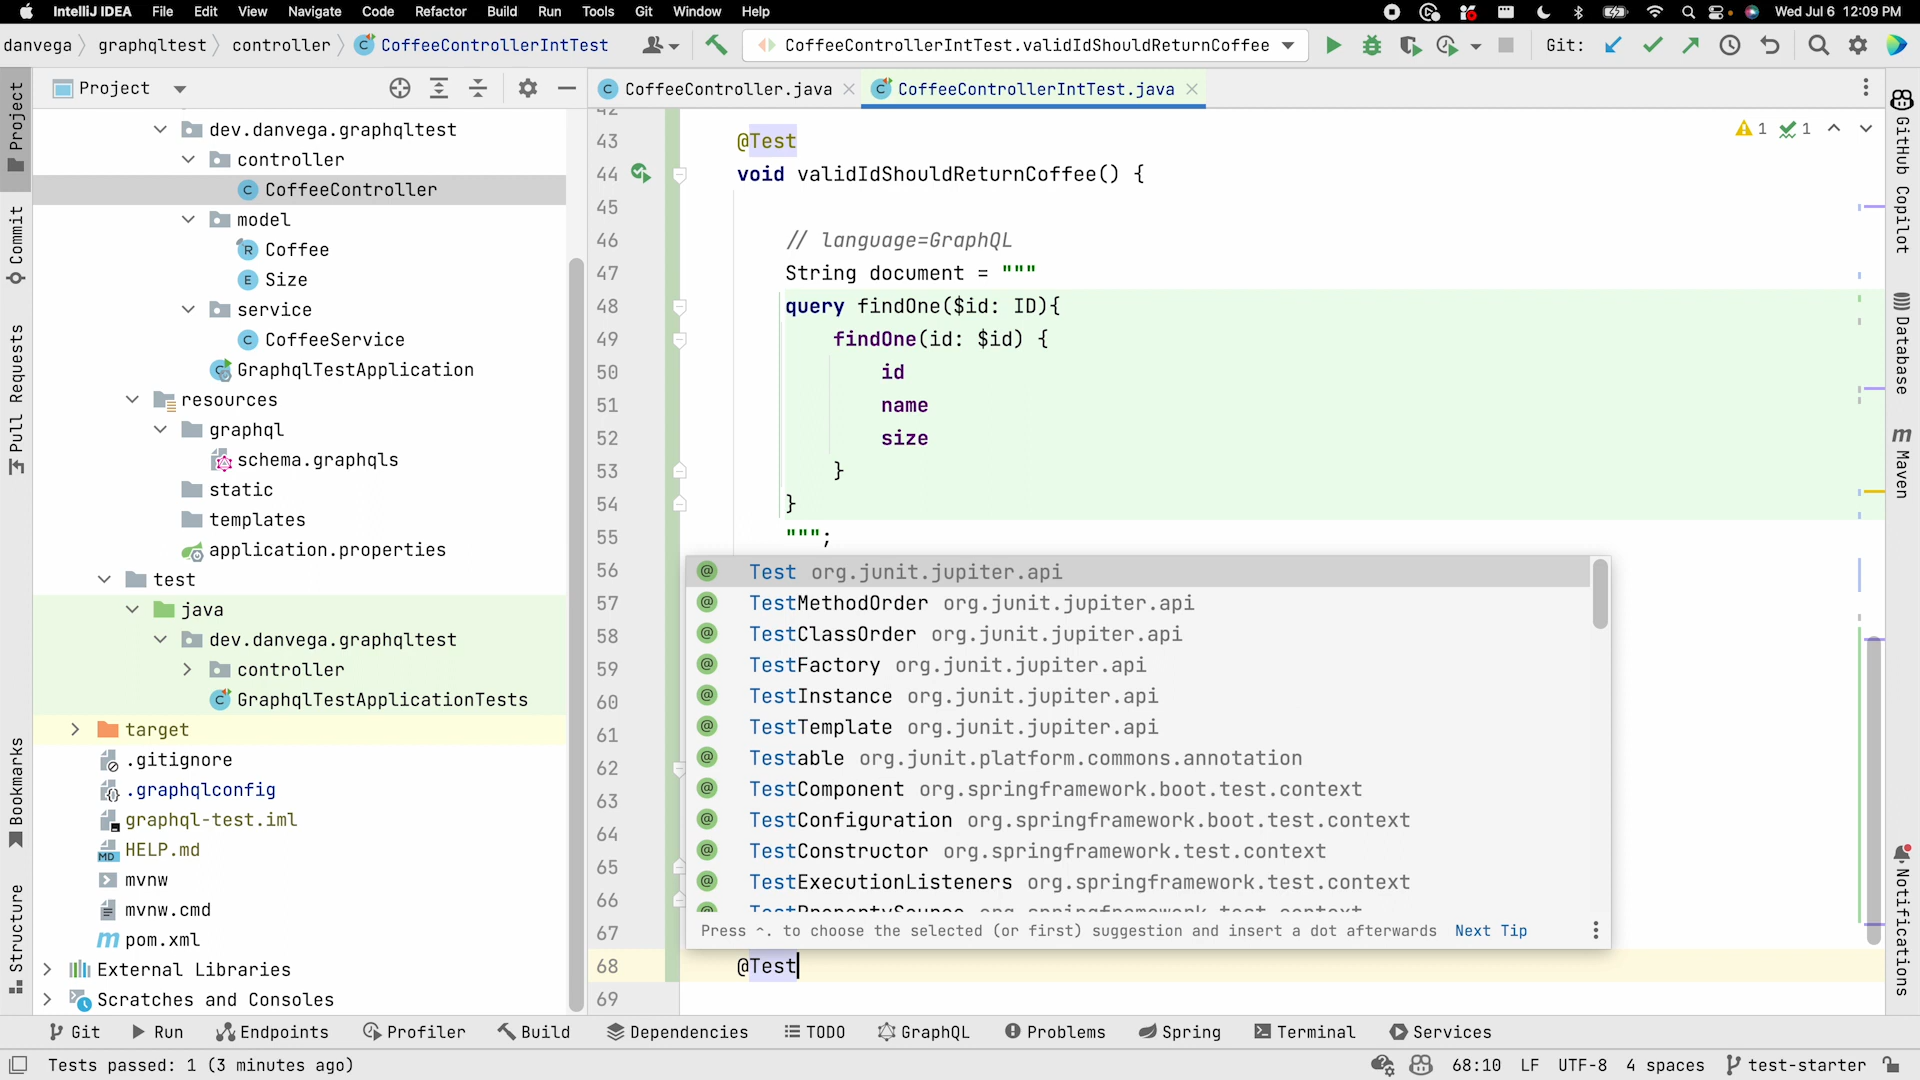 IntelliJ IDEA File Edit View Navigate Code Refactor Build Run Tools Git Window Help Wed Jul 6 12:09 PM
danvega graphqltest controller CoffeeControllerIntTest CoffeeControllerIntTest.validIdShouldReturnCoffee Git:
Project
CoffeeController.java CoffeeControllerIntTest.java
Project
Commit
Pull Requests
Bookmarks
Structure
dev.danvega.graphqltest
controller
CoffeeController
model
Coffee
Size
service
CoffeeService
GraphqlTestApplication
resources
graphql
schema.graphqls
static
templates
application.properties
test
java
dev.danvega.graphqltest
controller
GraphqlTestApplicationTests
target
.gitignore
.graphqlconfig
graphql-test.iml
HELP.md
mvnw
mvnw.cmd
pom.xml
External Libraries
Scratches and Consoles
1 1
42
43 @Test
44 void validIdShouldReturnCoffee() {
45
46 // language=GraphQL
47 String document = """
48 query findOne($id: ID){
49 findOne(id: $id) {
50 id
51 name
52 size
53 }
54 }
55 """;
56
57
58
59
60
61
62
63
64
65
66
67
68 @Test
69
Test org.junit.jupiter.api
TestMethodOrder org.junit.jupiter.api
TestClassOrder org.junit.jupiter.api
TestFactory org.junit.jupiter.api
TestInstance org.junit.jupiter.api
TestTemplate org.junit.jupiter.api
Testable org.junit.platform.commons.annotation
TestComponent org.springframework.boot.test.context
TestConfiguration org.springframework.boot.test.context
TestConstructor org.springframework.test.context
TestExecutionListeners org.springframework.test.context
TestPropertySource org.springframework.test.context
Press ^. to choose the selected (or first) suggestion and insert a dot afterwards Next Tip
GitHub Copilot
Database
Maven
Notifications
Git Run Endpoints Profiler Build Dependencies TODO GraphQL Problems Spring Terminal Services
Tests passed: 1 (3 minutes ago) 68:10 LF UTF-8 4 spaces test-starter